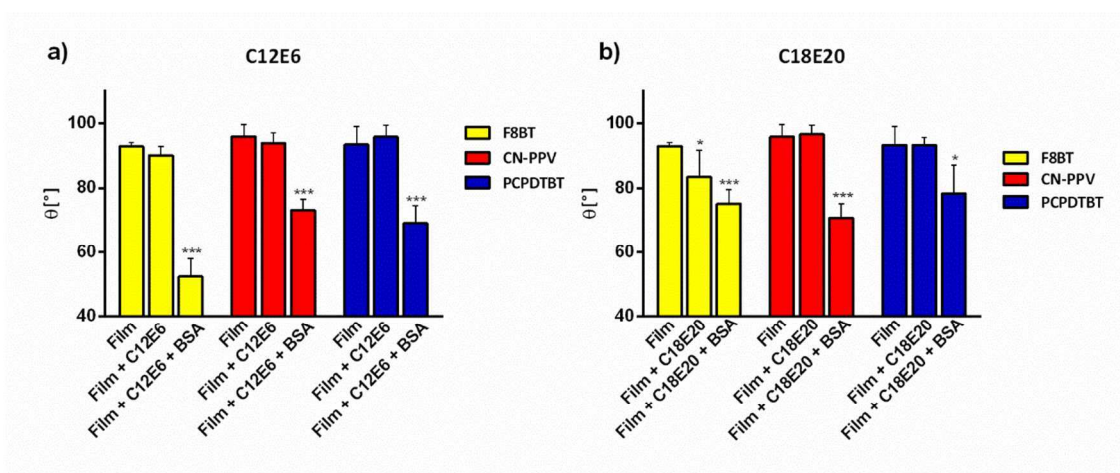 a)
C12E6
100
80
60
40
θ[°]
***
***
***
F8BT
CN-PPV
PCPDTBT
Film
Film + C12E6
Film + C12E6 + BSA
Film
Film + C12E6
Film + C12E6 + BSA
Film
Film + C12E6
Film + C12E6 + BSA
b)
C18E20
100
80
60
40
θ[°]
*
***
***
*
F8BT
CN-PPV
PCPDTBT
Film
Film + C18E20
Film + C18E20 + BSA
Film
Film + C18E20
Film + C18E20 + BSA
Film
Film + C18E20
Film + C18E20 + BSA